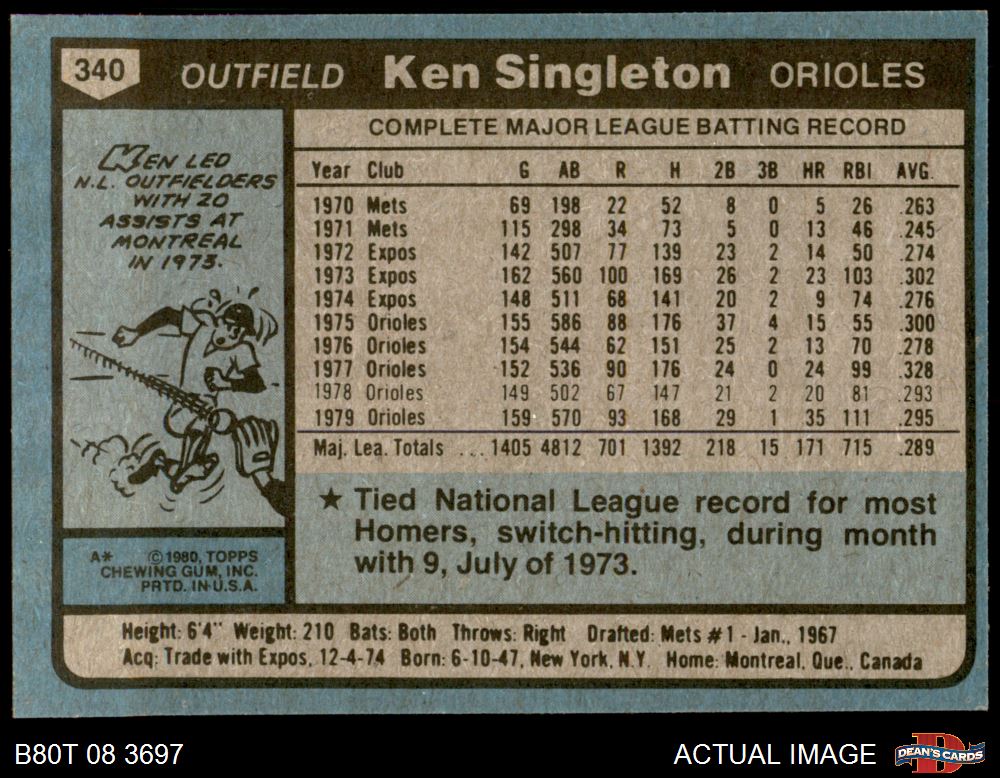 340 OUTFIELD Ken Singleton ORIOLES
KEN LED
N.L. OUTFIELDERS
WITH 20
ASSISTS AT
MONTREAL
IN 1973.
A* ©1980, TOPPS
CHEWING GUM, INC.
PRTD. IN U.S.A.
COMPLETE MAJOR LEAGUE BATTING RECORD
Year Club G AB R H 2B 3B HR RBI AVG.
1970 Mets 69 198 22 52 8 0 5 26 .263
1971 Mets 115 298 34 73 5 0 13 46 .245
1972 Expos 142 507 77 139 23 2 14 50 .274
1973 Expos 162 560 100 169 26 2 23 103 .302
1974 Expos 148 511 68 141 20 2 9 74 .276
1975 Orioles 155 586 88 176 37 4 15 55 .300
1976 Orioles 154 544 62 151 25 2 13 70 .278
1977 Orioles 152 536 90 176 24 0 24 99 .328
1978 Orioles 149 502 67 147 21 2 20 81 .293
1979 Orioles 159 570 93 168 29 1 35 111 .295
Maj. Lea. Totals ... 1405 4812 701 1392 218 15 171 715 .289
★ Tied National League record for most
Homers, switch-hitting, during month
with 9, July of 1973.
Height: 6'4" Weight: 210 Bats: Both Throws: Right Drafted: Mets #1 - Jan., 1967
Acq: Trade with Expos, 12-4-74 Born: 6-10-47, New York, N.Y. Home: Montreal, Que., Canada
B80T 08 3697 ACTUAL IMAGE DEAN'S CARDS